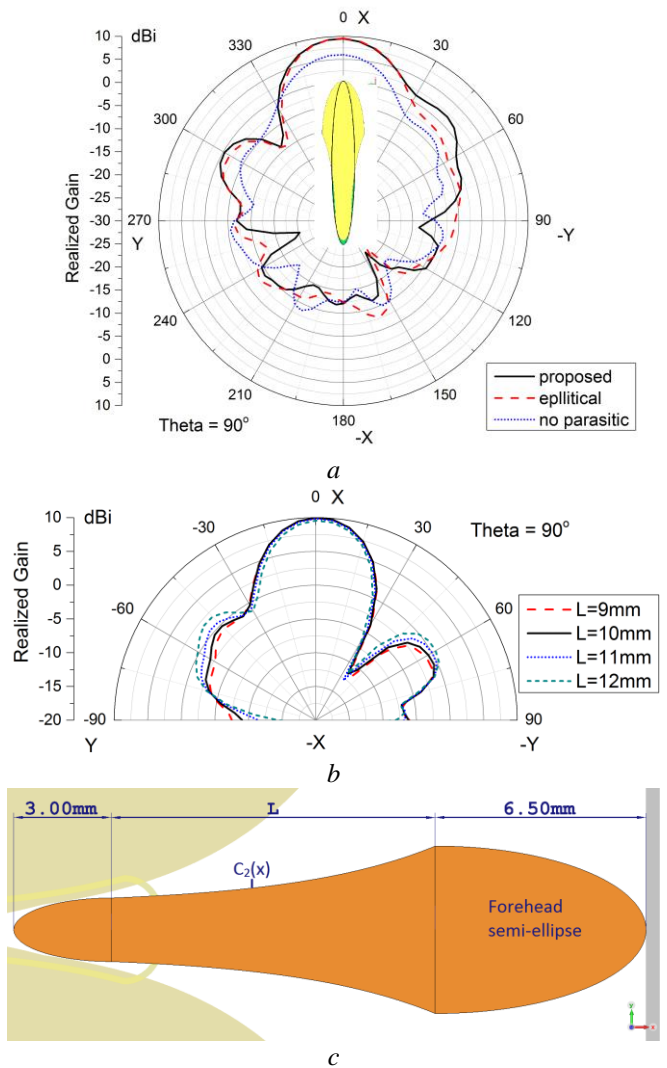 0 X
330 30
300 60
270 90
Y -Y
240 120
210 150
180
-X
dBi
Realized Gain
10
5
0
-5
-10
-15
-20
-25
-30
-25
-20
-15
-10
-5
0
5
10
Theta = 90°
proposed
epllitical
no parasitic
a
0 X
-30 30
-60 60
-90 90
Y -X -Y
dBi
Realized Gain
10
5
0
-5
-10
-15
-20
Theta = 90°
L=9mm
L=10mm
L=11mm
L=12mm
b
3.00mm L 6.50mm
C₂(x)
Forehead
semi-ellipse
Y
x
c